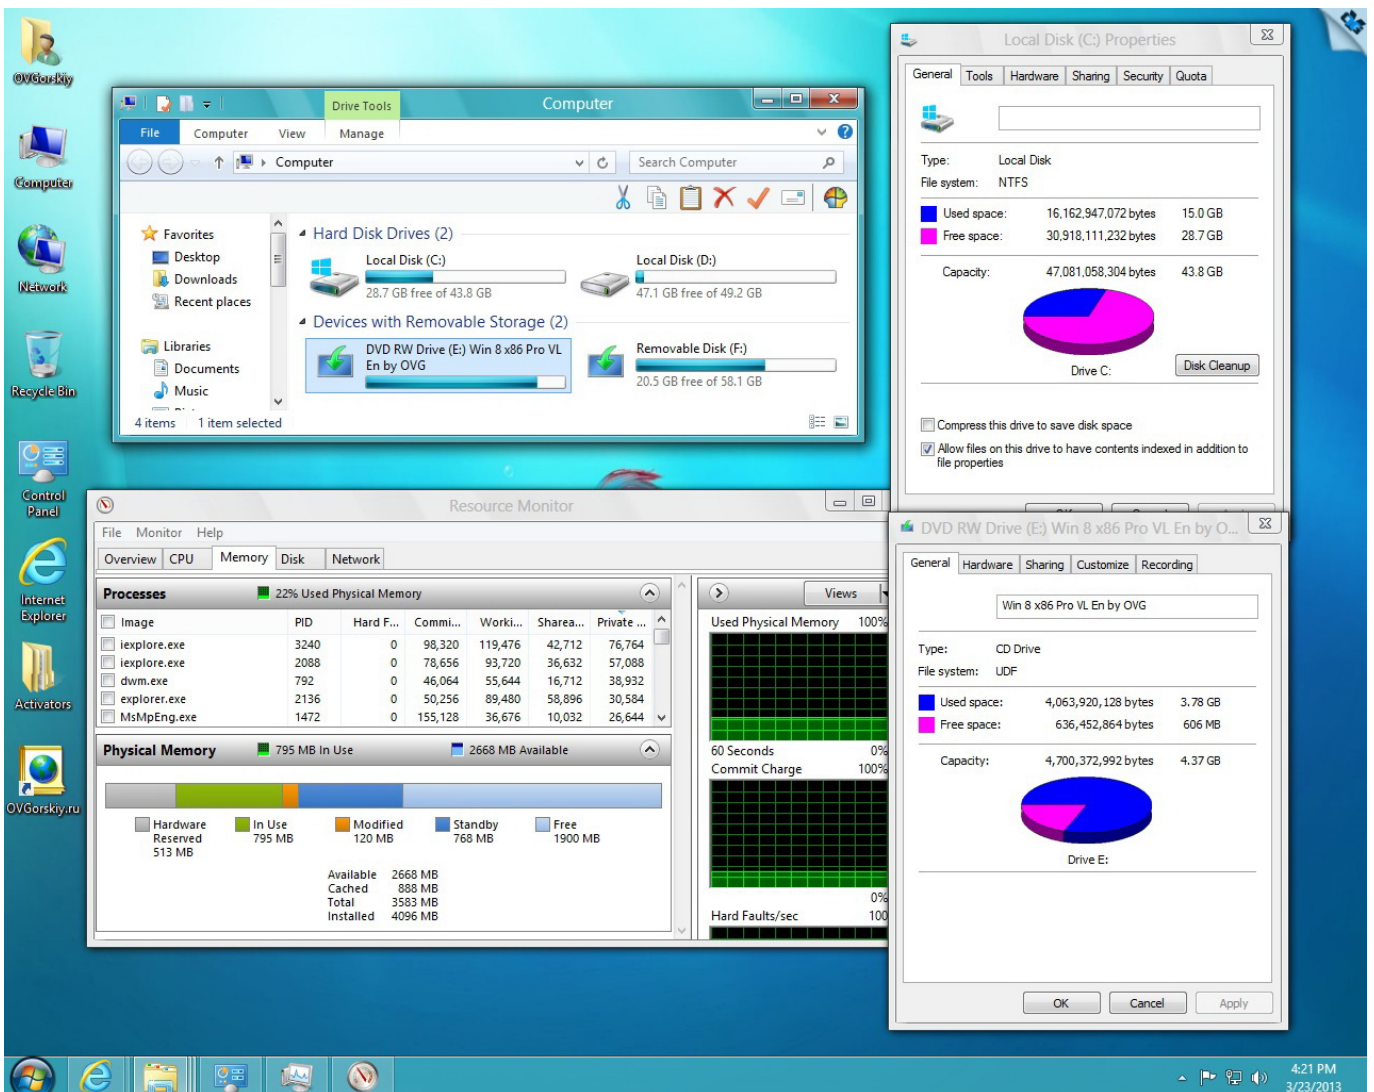 OVGorskiy
Computer
Network
Recycle Bin
Control
Panel
Internet
Explorer
Activators
OVGorskiy.ru
Drive Tools
Computer
File
Computer
View
Manage
Computer
Search Computer
Favorites
Desktop
Downloads
Recent places
Libraries
Documents
Music
Hard Disk Drives (2)
Local Disk (C:)
28.7 GB free of 43.8 GB
Local Disk (D:)
47.1 GB free of 49.2 GB
Devices with Removable Storage (2)
DVD RW Drive (E:) Win 8 x86 Pro VL
En by OVG
Removable Disk (F:)
20.5 GB free of 58.1 GB
4 items 1 item selected
Local Disk (C:) Properties
General Tools Hardware Sharing Security Quota
Type: Local Disk
File system: NTFS
Used space: 16,162,947,072 bytes 15.0 GB
Free space: 30,918,111,232 bytes 28.7 GB
Capacity: 47,081,058,304 bytes 43.8 GB
Drive C:
Disk Cleanup
Compress this drive to save disk space
Allow files on this drive to have contents indexed in addition to
file properties
Resource Monitor
File Monitor Help
Overview CPU Memory Disk Network
Processes 22% Used Physical Memory
Image PID Hard F... Commi... Worki... Sharea... Private ...
iexplore.exe 3240 0 98,320 119,476 42,712 76,764
iexplore.exe 2088 0 78,656 93,720 36,632 57,088
dwm.exe 792 0 46,064 55,644 16,712 38,932
explorer.exe 2136 0 50,256 89,480 58,896 30,584
MsMpEng.exe 1472 0 155,128 36,676 10,032 26,644
Physical Memory 795 MB In Use 2668 MB Available
Hardware
Reserved
513 MB
In Use
795 MB
Modified
120 MB
Standby
768 MB
Free
1900 MB
Available 2668 MB
Cached 888 MB
Total 3583 MB
Installed 4096 MB
Views
Used Physical Memory 100%
60 Seconds 0%
Commit Charge 100%
0%
Hard Faults/sec 100
DVD RW Drive (E:) Win 8 x86 Pro VL En by O...
General Hardware Sharing Customize Recording
Win 8 x86 Pro VL En by OVG
Type: CD Drive
File system: UDF
Used space: 4,063,920,128 bytes 3.78 GB
Free space: 636,452,864 bytes 606 MB
Capacity: 4,700,372,992 bytes 4.37 GB
Drive E:
OK Cancel Apply
4:21 PM
3/23/2013